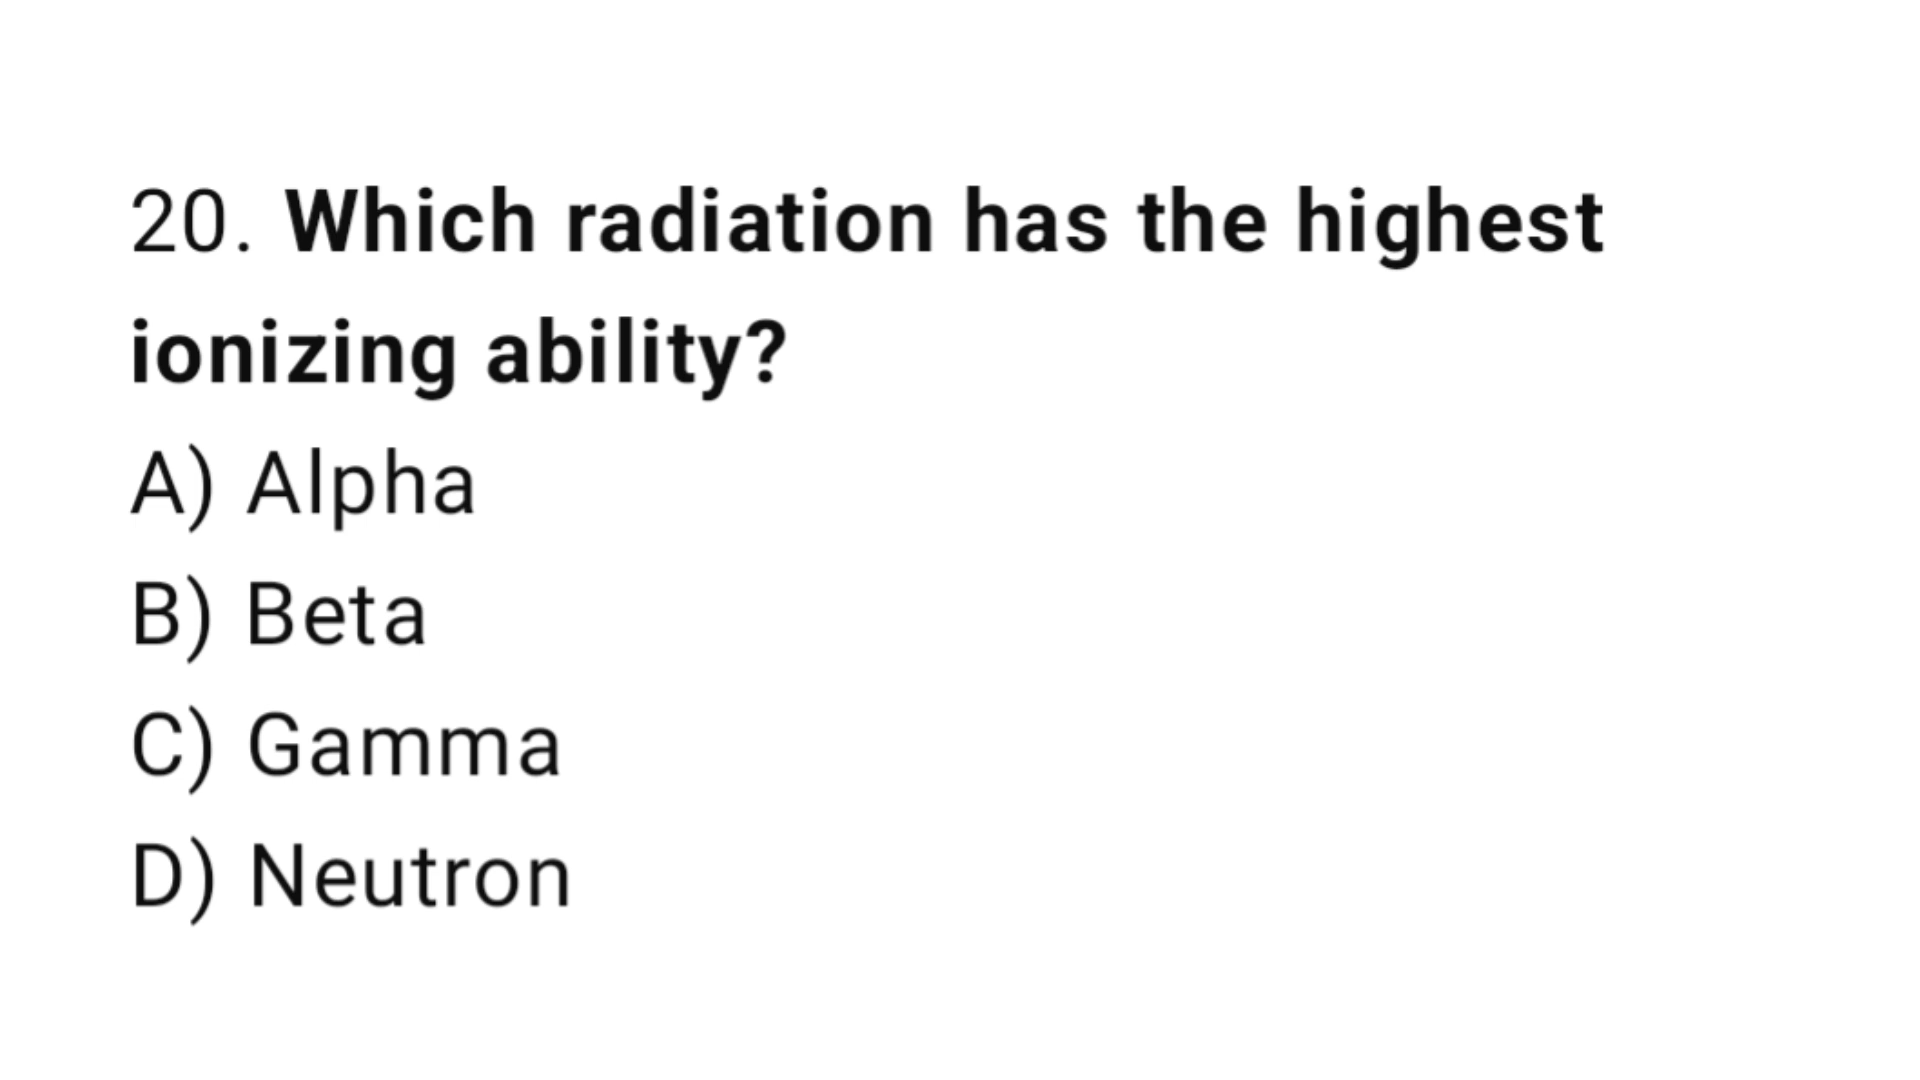 20. Which radiation has the highest
ionizing ability?
A) Alpha
B) Beta
C) Gamma
D) Neutron